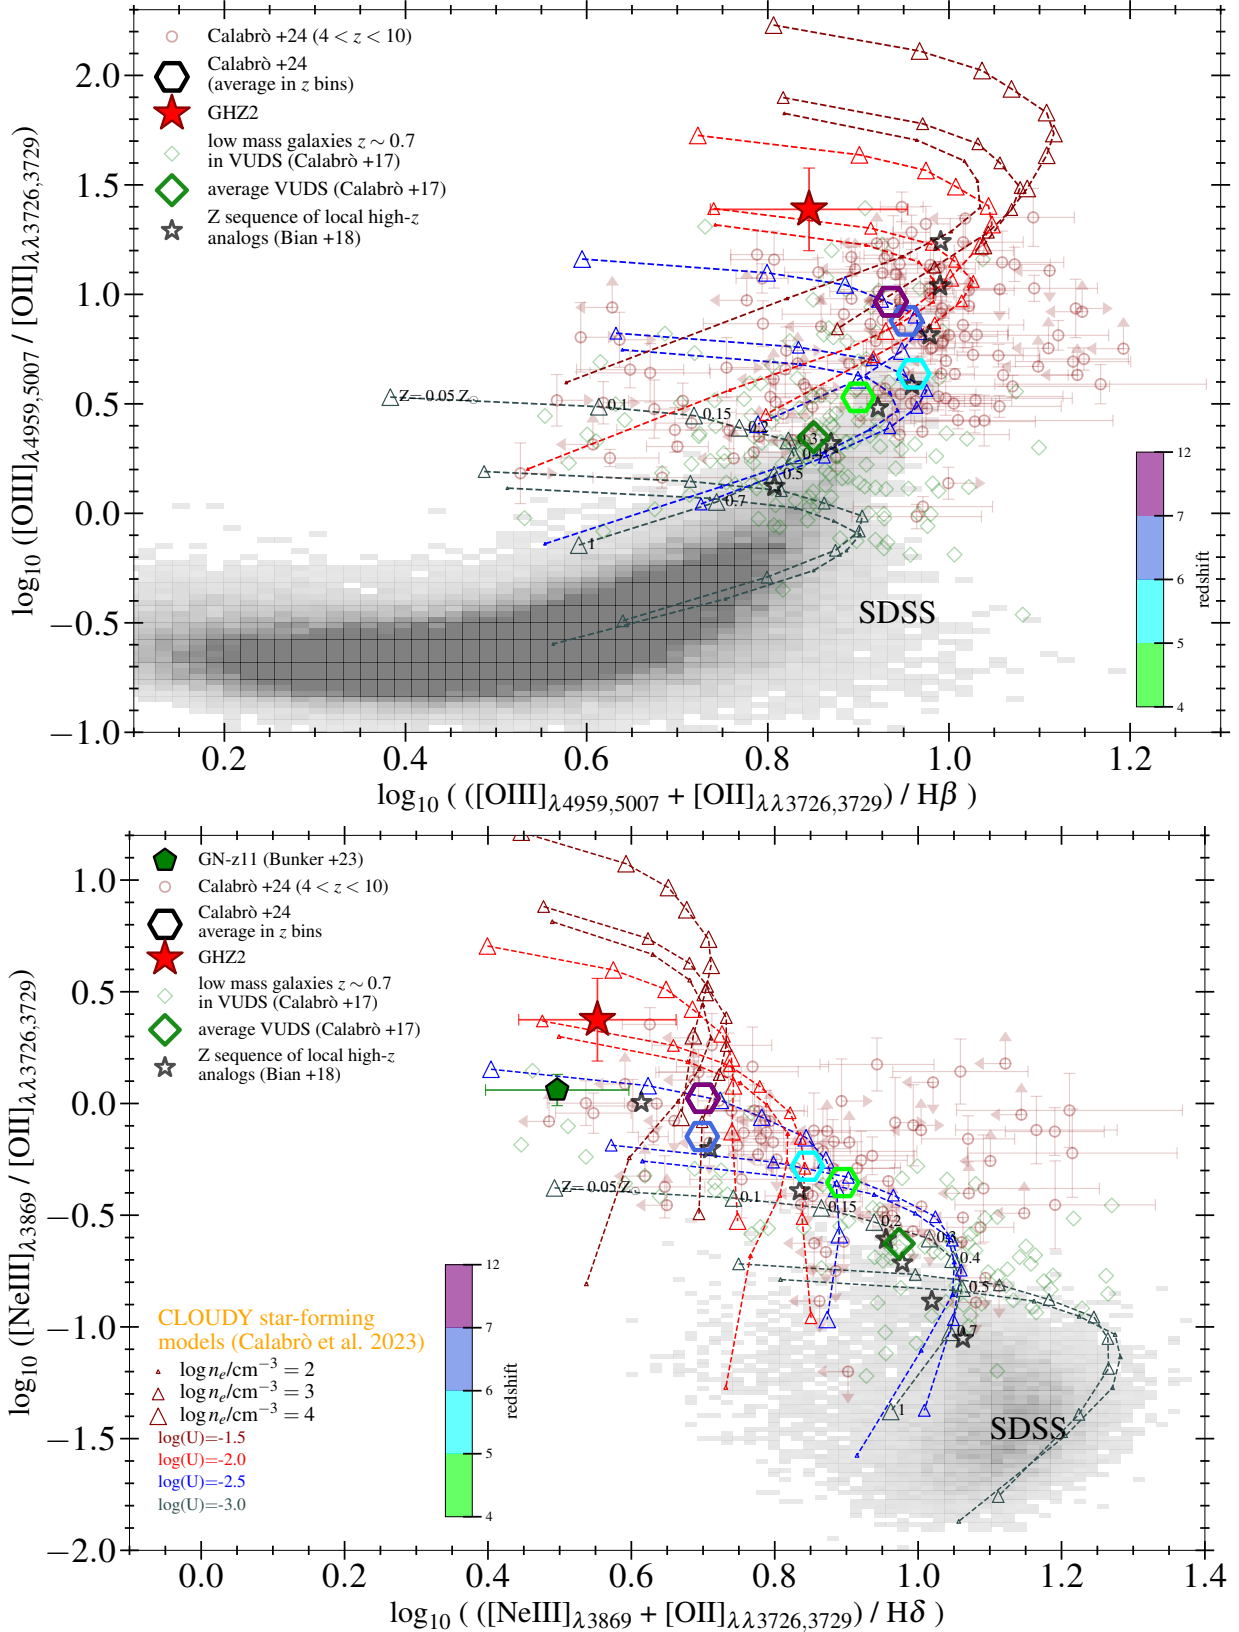 2.0
1.5
1.0
0.5
0.0
−0.5
−1.0
log10 ([OIII]λ4959,5007 / [OII]λλ3726,3729)
Calabrò +24 (4 < z < 10)
Calabrò +24
(average in z bins)
GHZ2
low mass galaxies z ~ 0.7
in VUDS (Calabrò +17)
average VUDS (Calabrò +17)
Z sequence of local high-z
analogs (Bian +18)
Z=0.05 Z⊙
0.1
0.15
0.2
0.3
0.4
0.5
0.7
1
SDSS
12
7
6
5
4
redshift
0.2 0.4 0.6 0.8 1.0 1.2
log10 ( ([OIII]λ4959,5007 + [OII]λλ3726,3729) / Hβ )
1.0
0.5
0.0
−0.5
−1.0
−1.5
−2.0
log10 ([NeIII]λ3869 / [OII]λλ3726,3729)
GN-z11 (Bunker +23)
Calabrò +24 (4 < z < 10)
Calabrò +24
average in z bins
GHZ2
low mass galaxies z ~ 0.7
in VUDS (Calabrò +17)
average VUDS (Calabrò +17)
Z sequence of local high-z
analogs (Bian +18)
Z=0.05 Z⊙
0.1
0.15
0.2
0.3
0.4
0.5
0.7
1
SDSS
12
7
6
5
4
redshift
CLOUDY star-forming
models (Calabrò et al. 2023)
log ne/cm−3 = 2
log ne/cm−3 = 3
log ne/cm−3 = 4
log(U)=-1.5
log(U)=-2.0
log(U)=-2.5
log(U)=-3.0
0.0 0.2 0.4 0.6 0.8 1.0 1.2 1.4
log10 ( ([NeIII]λ3869 + [OII]λλ3726,3729) / Hδ )